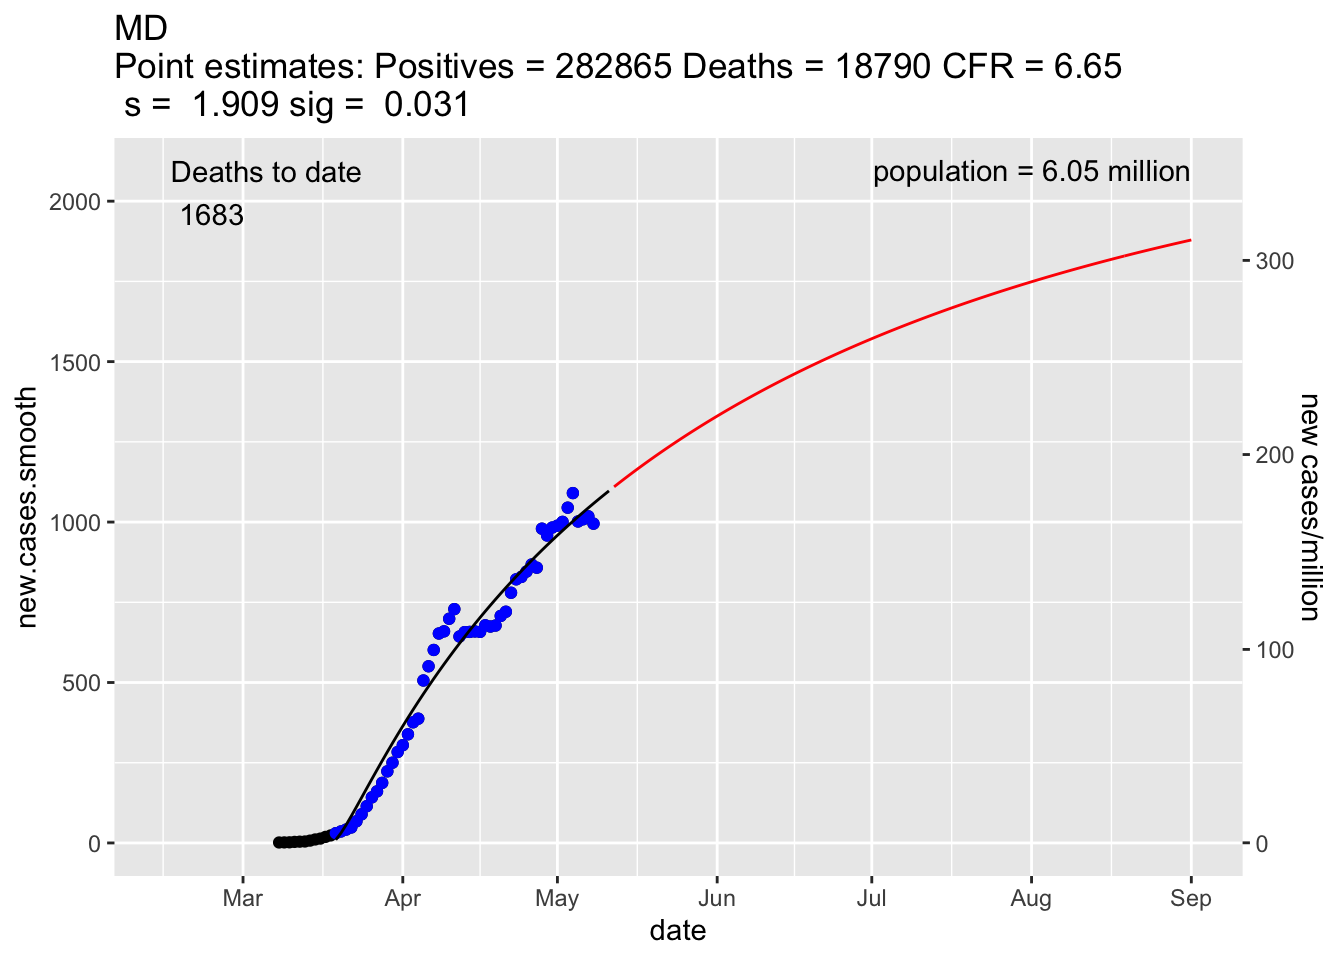 MD
Point estimates: Positives = 282865 Deaths = 18790 CFR = 6.65
s = 1.909 sig = 0.031
Deaths to date
1683
population = 6.05 million
2000
1500
1000
500
0
new.cases.smooth
300
200
100
0
new cases/million
Mar Apr May Jun Jul Aug Sep
date